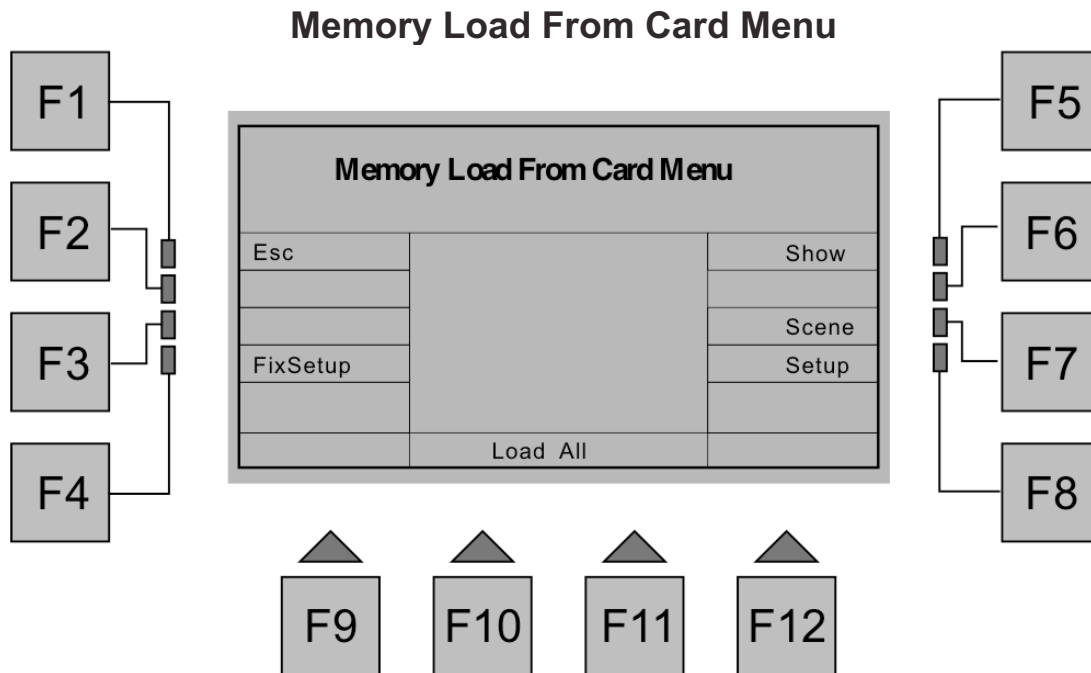 Memory Load From Card Menu
F1
F5
Memory Load From Card Menu
F2
F6
Esc
Show
Scene
F3
FixSetup
Setup
F7
Load All
F4
F8
F9
F10
F11
F12